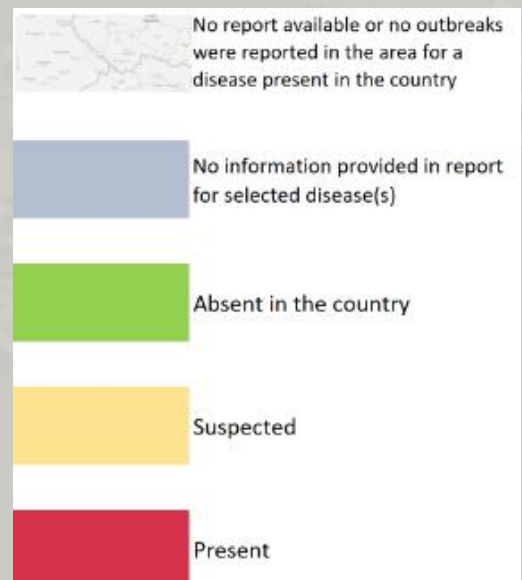 No report available or no outbreaks
were reported in the area for a
disease present in the country
No information provided in report
for selected disease(s)
Absent in the country
Suspected
Present